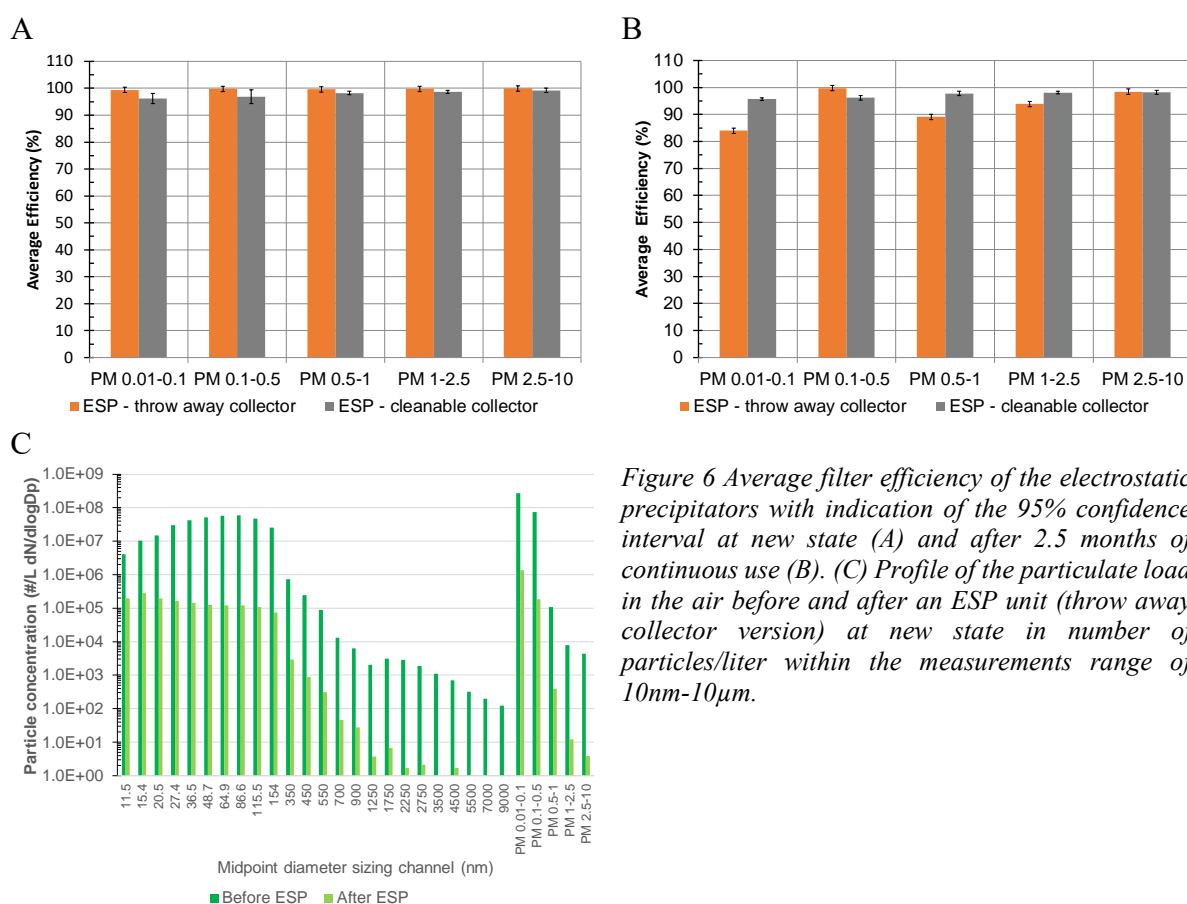 A
110
100
90
80
70
60
50
40
30
20
10
0
Average Efficiency (%)
PM 0.01-0.1 PM 0.1-0.5 PM 0.5-1 PM 1-2.5 PM 2.5-10
ESP - throw away collector ESP - cleanable collector
B
110
100
90
80
70
60
50
40
30
20
10
0
Average Efficiency (%)
PM 0.01-0.1 PM 0.1-0.5 PM 0.5-1 PM 1-2.5 PM 2.5-10
ESP - throw away collector ESP - cleanable collector
C
1.0E+09
1.0E+08
1.0E+07
1.0E+06
1.0E+05
1.0E+04
1.0E+03
1.0E+02
1.0E+01
1.0E+00
Particle concentration (#/L dN/dlogDp)
11.5
15.4
20.5
27.4
36.5
48.7
64.9
86.6
115.5
154
350
450
550
700
900
1250
1750
2250
2750
3500
4500
5500
7000
9000
PM 0.01-0.1
PM 0.1-0.5
PM 0.5-1
PM 1-2.5
PM 2.5-10
Midpoint diameter sizing channel (nm)
Before ESP After ESP
Figure 6 Average filter efficiency of the electrostatic
precipitators with indication of the 95% confidence
interval at new state (A) and after 2.5 months of
continuous use (B). (C) Profile of the particulate load
in the air before and after an ESP unit (throw away
collector version) at new state in number of
particles/liter within the measurements range of
10nm-10µm.